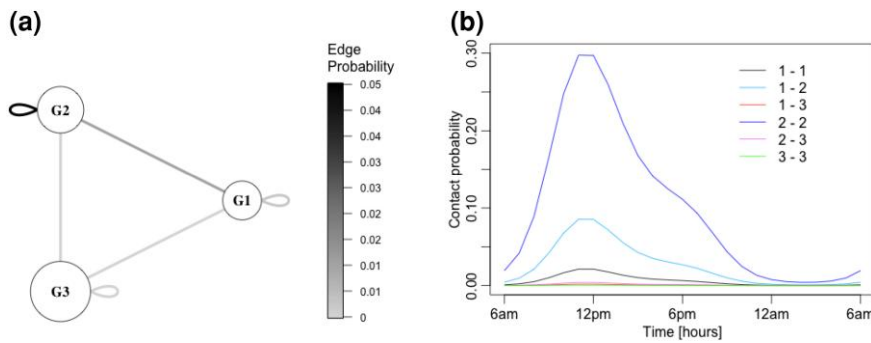 (a)
Edge
Probability
0.05
0.05
0.04
0.04
0.03
0.03
0.02
0.02
0.01
0.01
0
G2
G1
G3
(b)
Contact probability
0.30
0.20
0.10
0.00
1 - 1
1 - 2
1 - 3
2 - 2
2 - 3
3 - 3
6am
12pm
6pm
12am
6am
Time [hours]